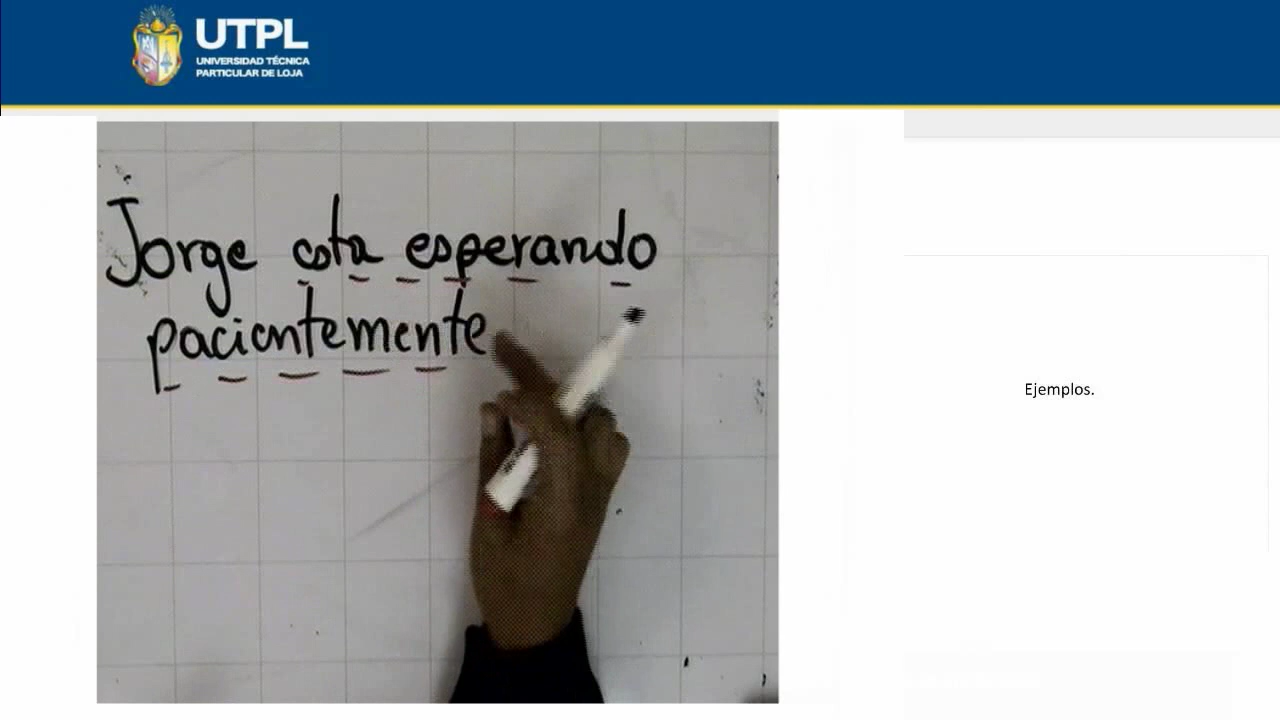 UTPL
UNIVERSIDAD TÉCNICA
PARTICULAR DE LOJA
Jorge esta esperando
pacientemente
Ejemplos.